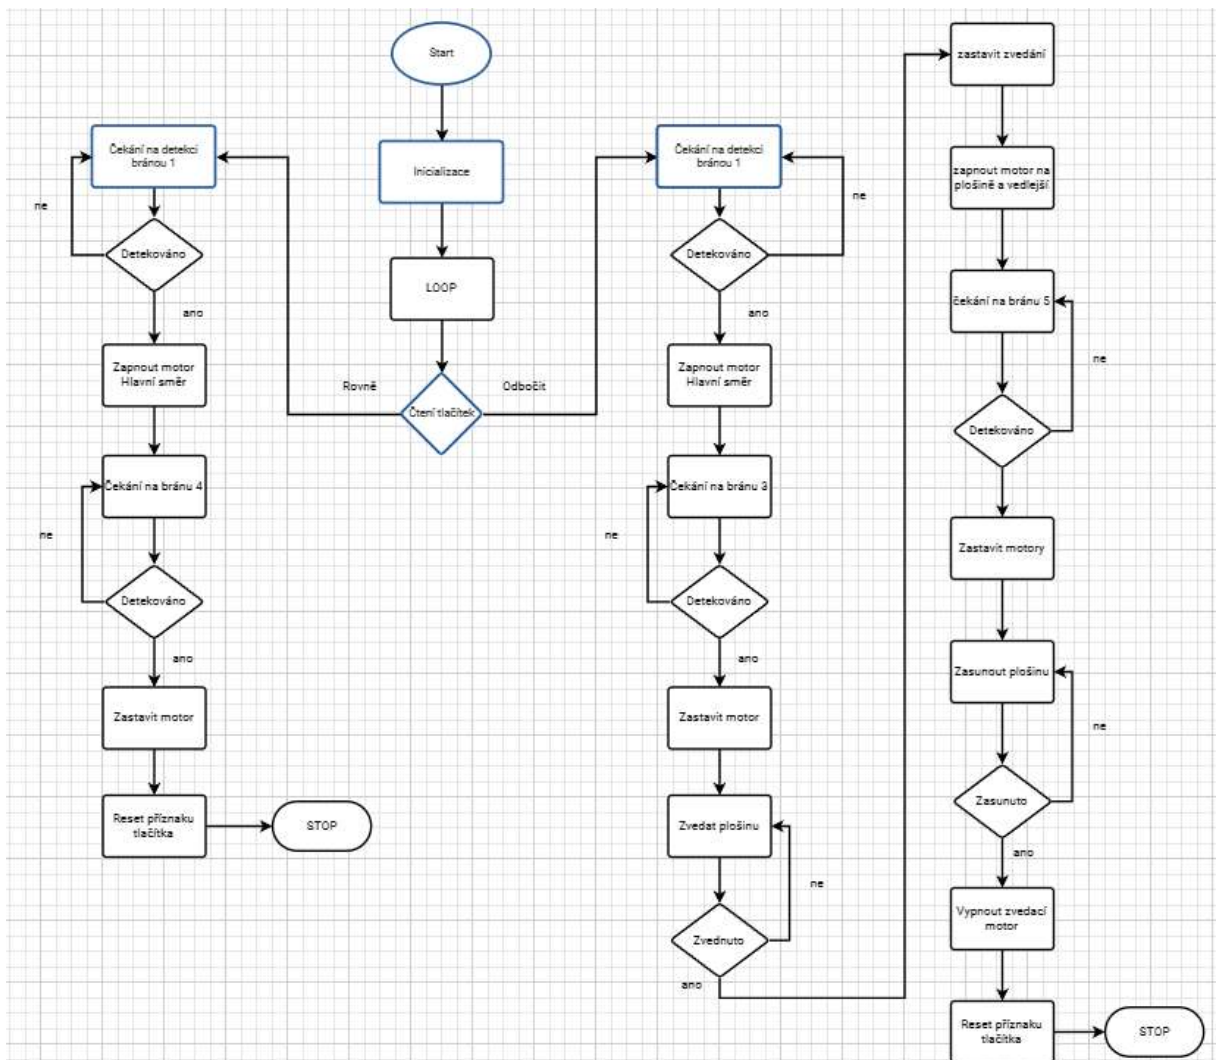 Start
Inicializace
LOOP
Čtení tlačítek
Rovně
Odbočit
Čekání na detekci
bránou 1
ne
Detekováno
ano
Zapnout motor
Hlavní směr
Čekání na bránu 4
ne
Detekováno
ano
Zastavit motor
Reset příznaku
tlačítka
STOP
Čekání na detekci
bránou 1
ne
Detekováno
ano
Zapnout motor
Hlavní směr
Čekání na bránu 3
ne
Detekováno
ano
Zastavit motor
Zvedat plošinu
ne
Zvednuto
ano
zastavit zvedání
zapnout motor na
plošině a vedlejší
čekání na bránu 5
ne
Detekováno
Zastavit motory
Zasunout plošinu
ne
Zasunuto
ano
Vypnout zvedací
motor
Reset příznaku
tlačítka
STOP